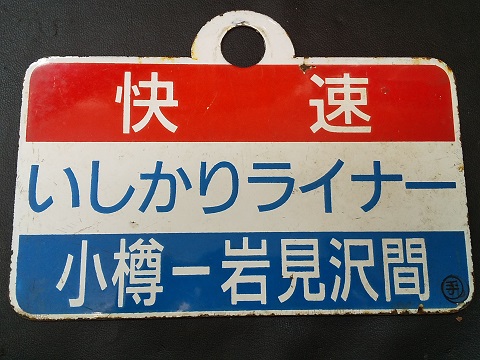 快速
いしかりライナー
小樽ー岩見沢間